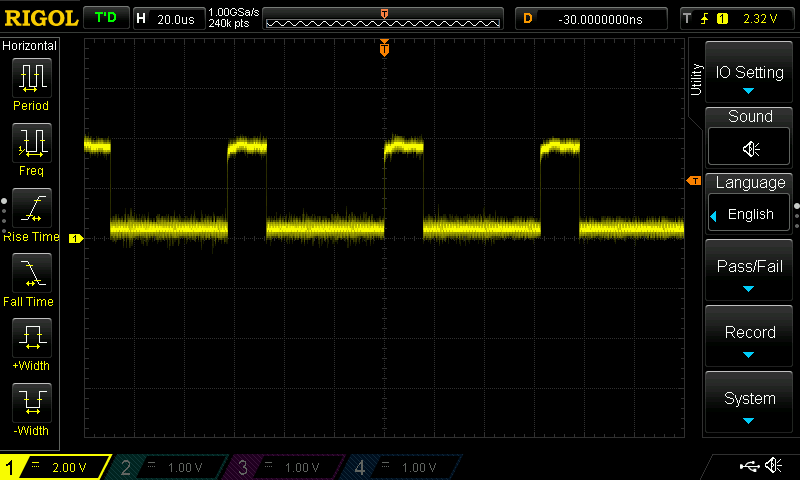 RIGOL T'D H 20.0us 1.00GSa/s 240k pts T D -30.0000000ns T 1 2.32 V
Horizontal
Period
Freq
Rise Time
Fall Time
+Width
-Width
T
T
1
Utility
IO Setting
Sound
Language
English
Pass/Fail
Record
System
1 2.00 V 2 1.00 V 3 1.00 V 4 1.00 V